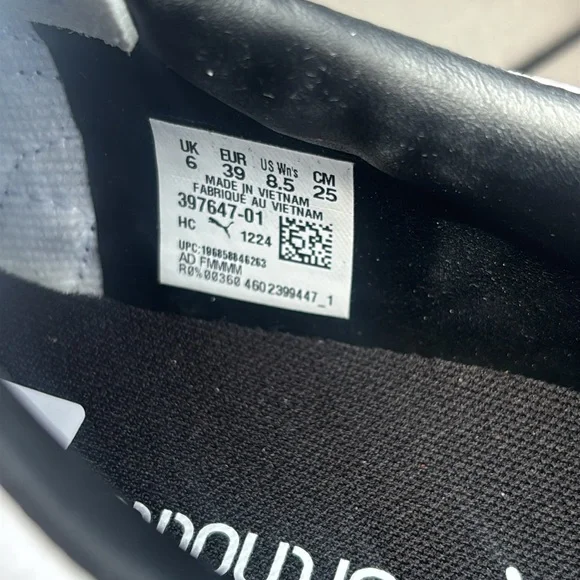 UK EUR US Wn's CM
6 39 8.5 25
MADE IN VIETNAM
FABRIQUÉ AU VIETNAM
397647-01
HC 1224
UPC:196858846263
AD FMMMM
R0%00360 4602399447_1